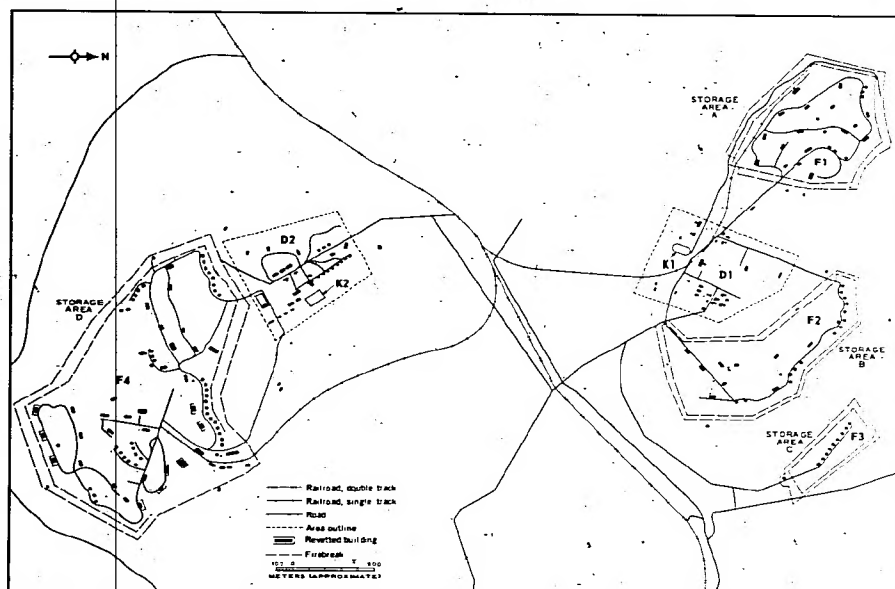 N
STORAGE
AREA
A
F1
K1
D1
D2
K2
STORAGE
AREA
D
F2
F4
STORAGE
AREA
B
STORAGE
AREA
C
F3
Railroad, double track
Railroad, single track
Road
Area outline
Revetted building
Firebreak
0
METERS (APPROXIMATE)